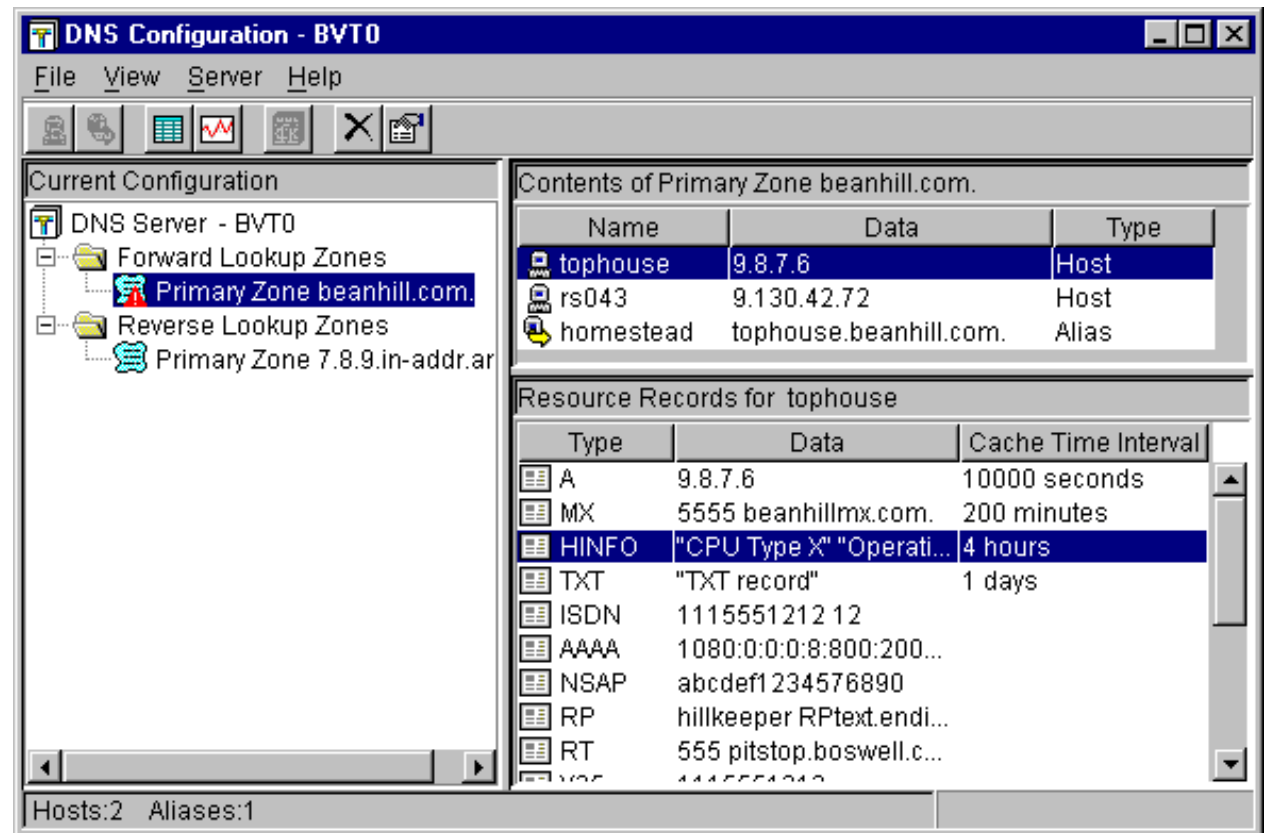 DNS Configuration - BVT0
File View Server Help
Current Configuration
DNS Server - BVT0
Forward Lookup Zones
Primary Zone beanhill.com.
Reverse Lookup Zones
Primary Zone 7.8.9.in-addr.ar
Contents of Primary Zone beanhill.com.
Name Data Type
tophouse 9.8.7.6 Host
rs043 9.130.42.72 Host
homestead tophouse.beanhill.com. Alias
Resource Records for tophouse
Type Data Cache Time Interval
A 9.8.7.6 10000 seconds
MX 5555 beanhillmx.com. 200 minutes
HINFO "CPU Type X" "Operati... 4 hours
TXT "TXT record" 1 days
ISDN 1115551212 12
AAAA 1080:0:0:0:8:800:200...
NSAP abcdef1234576890
RP hillkeeper RPtext.endi...
RT 555 pitstop.boswell.c...
Hosts:2 Aliases:1